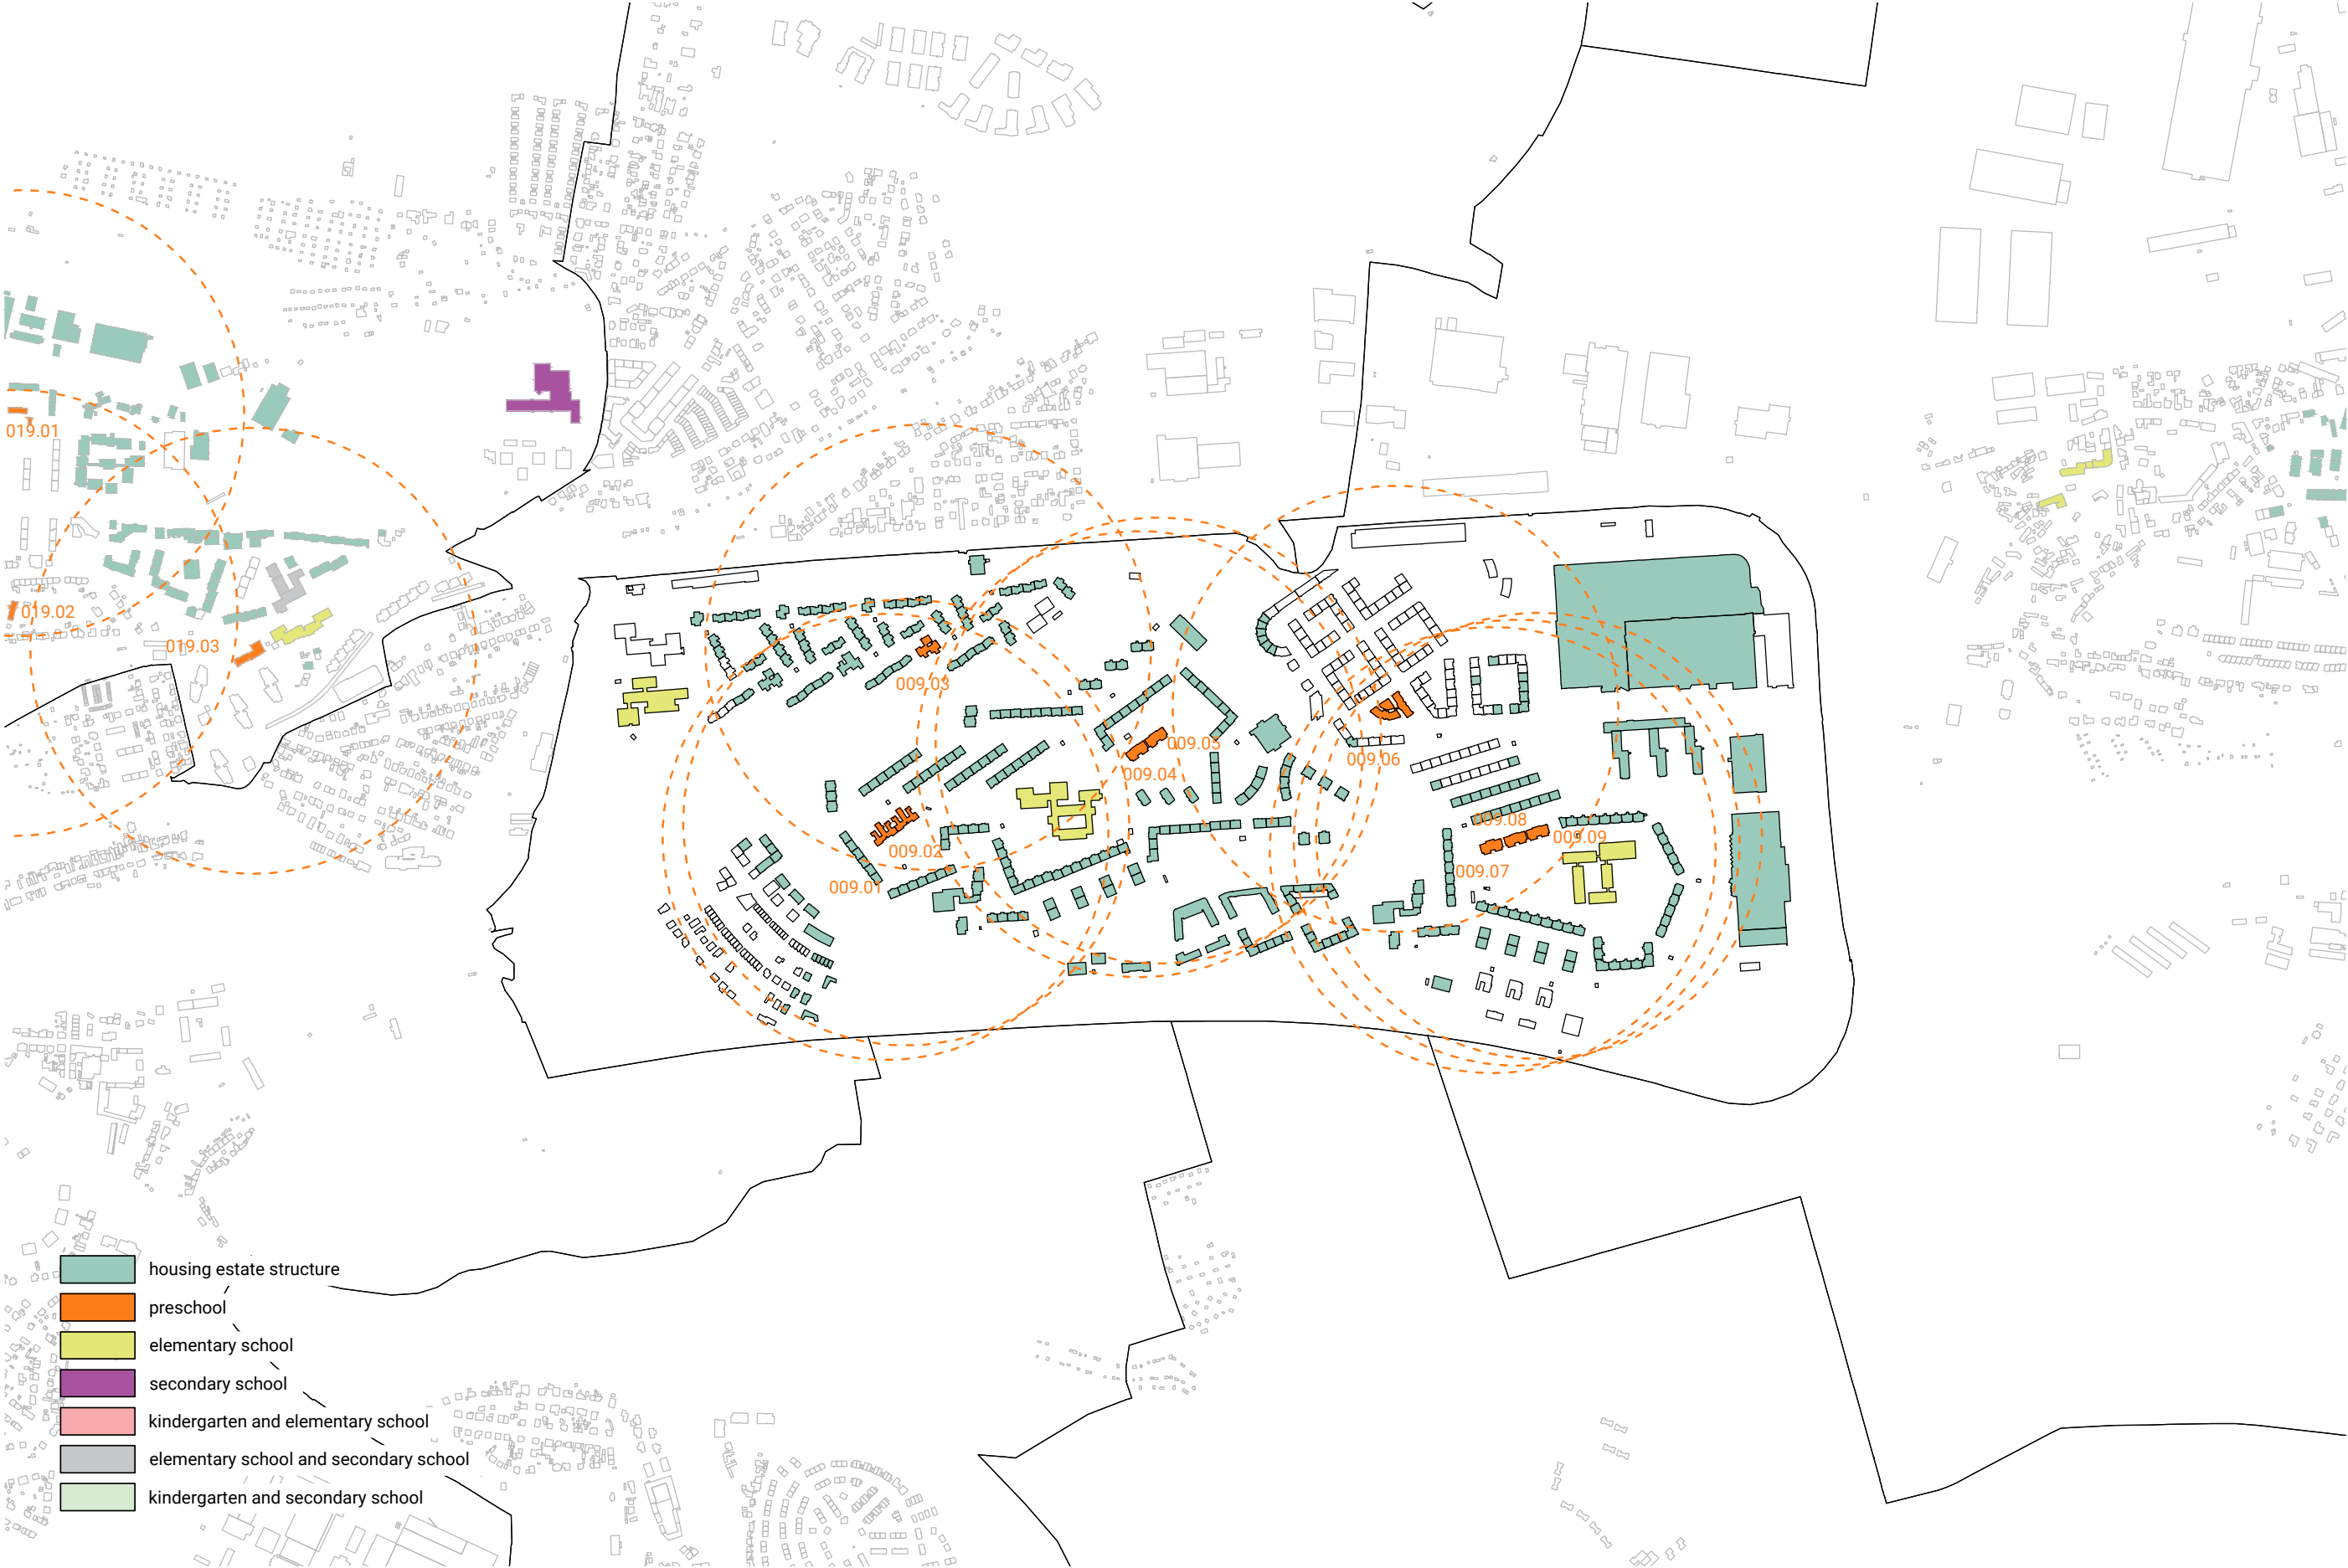 019.01
019.02
019.03
009.03
009.05
009.04
009.06
009.08
009.09
009.02
009.07
009.01
housing estate structure
preschool
elementary school
secondary school
kindergarten and elementary school
elementary school and secondary school
kindergarten and secondary school